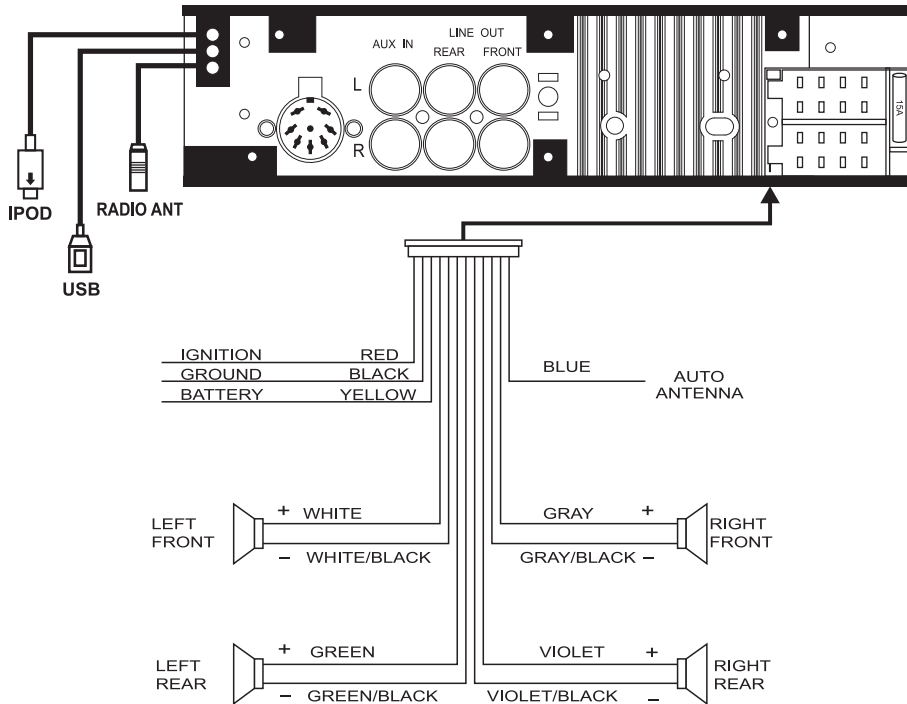 AUX IN
LINE OUT
REAR FRONT
L
R
15A
IPOD
RADIO ANT
USB
IGNITION RED
GROUND BLACK
BATTERY YELLOW
BLUE
AUTO
ANTENNA
LEFT
FRONT
+ WHITE
– WHITE/BLACK
GRAY +
GRAY/BLACK –
RIGHT
FRONT
LEFT
REAR
+ GREEN
– GREEN/BLACK
VIOLET +
VIOLET/BLACK –
RIGHT
REAR